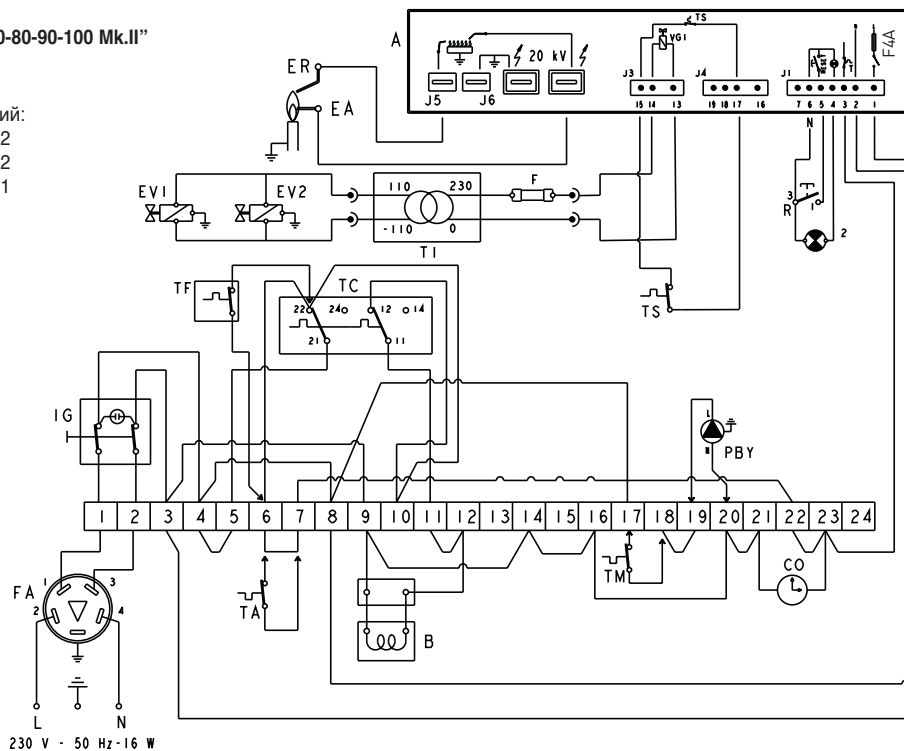 0-80-90-100 Mk.II”
ий:
2
2
1
A
ER
EA
J5
J6
20 kV
TS
VG1
J3
J4
J1
15 14 13
19 18 17 16
7 6 5 4 3 2 1
N
RESET
T
F4A
L
EV1
EV2
110
230
-110
0
T1
F
3
1
R
2
TF
TC
22
24
12
14
21
11
TS
IG
L
N
PBY
1 2 3 4 5 6 7 8 9 10 11 12 13 14 15 16 17 18 19 20 21 22 23 24
FA
1
3
2
4
TA
B
TM
CO
L
N
230 V - 50 Hz-16 W